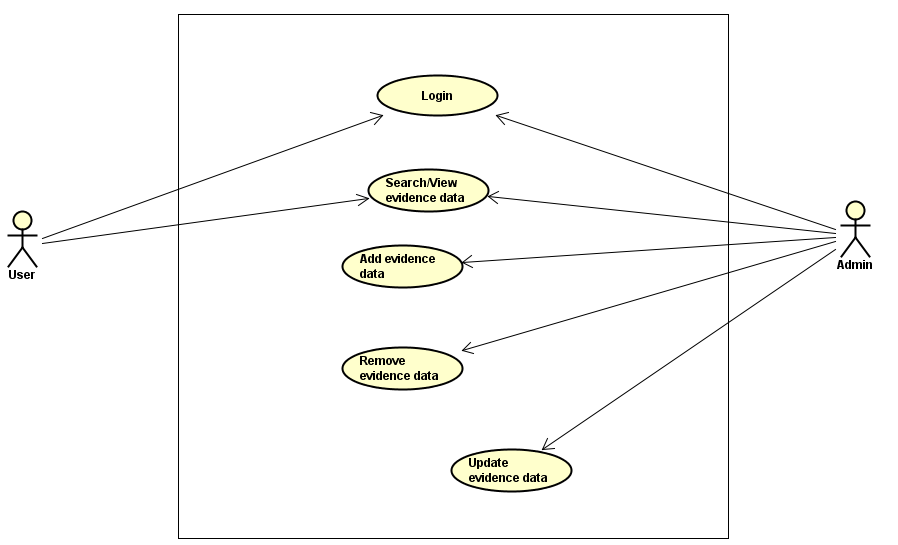 Login
Search/View
evidence data
User
Add evidence
data
Admin
Remove
evidence data
Update
evidence data